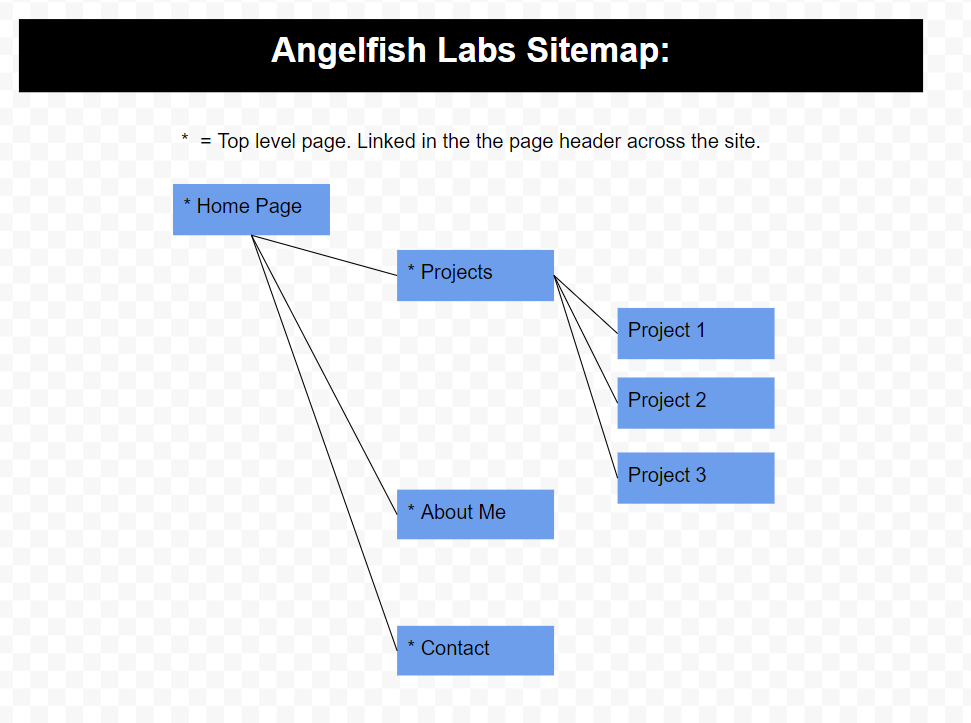 Angelfish Labs Sitemap:
* = Top level page. Linked in the the page header across the site.
* Home Page
* Projects
Project 1
Project 2
Project 3
* About Me
* Contact